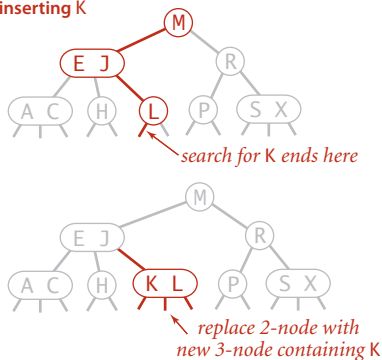 inserting K
M
E J
R
A C
H
L
P
S X
search for K ends here
M
E J
R
A C
H
K L
P
S X
replace 2-node with
new 3-node containing K